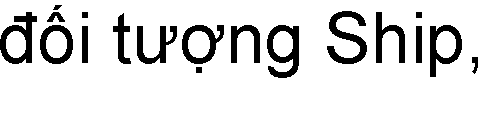 đối tượng Ship,